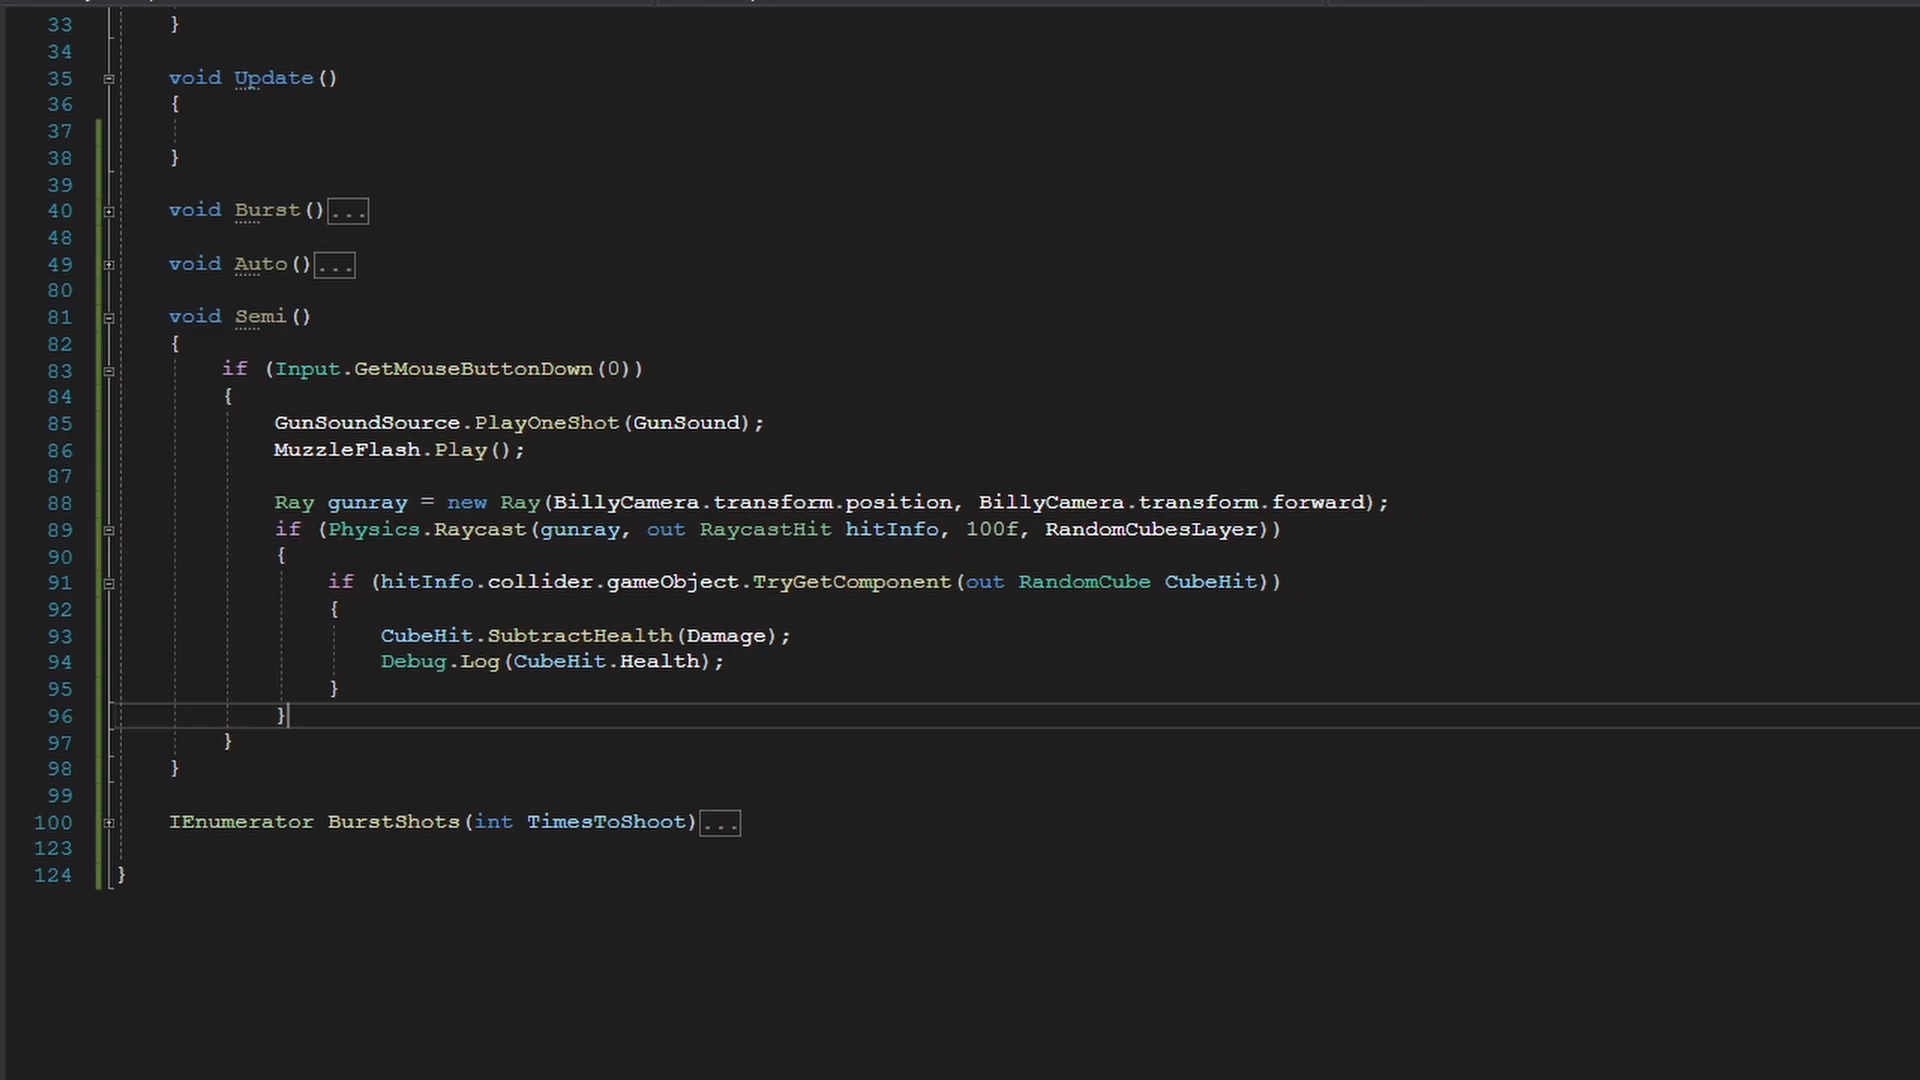 33 }
34
35 void Update()
36 {
37
38 }
39
40 void Burst()...
48
49 void Auto()...
80
81 void Semi()
82 {
83 if (Input.GetMouseButtonDown(0))
84 {
85 GunSoundSource.PlayOneShot(GunSound);
86 MuzzleFlash.Play();
87
88 Ray gunray = new Ray(BillyCamera.transform.position, BillyCamera.transform.forward);
89 if (Physics.Raycast(gunray, out RaycastHit hitInfo, 100f, RandomCubesLayer))
90 {
91 if (hitInfo.collider.gameObject.TryGetComponent(out RandomCube CubeHit))
92 {
93 CubeHit.SubtractHealth(Damage);
94 Debug.Log(CubeHit.Health);
95 }
96 }
97 }
98 }
99
100 IEnumerator BurstShots(int TimesToShoot)...
123
124 }